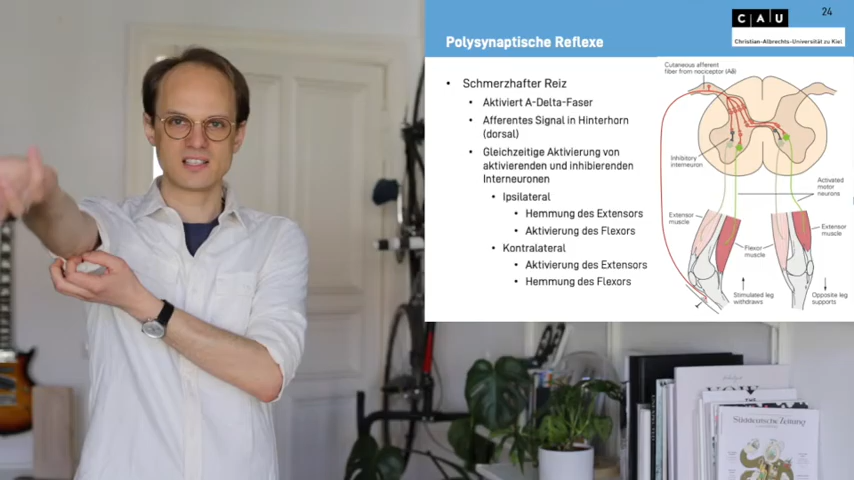 24
CAU
Christian-Albrechts-Universität zu Kiel
Polysynaptische Reflexe
• Schmerzhafter Reiz
• Aktiviert A-Delta-Faser
• Afferentes Signal in Hinterhorn
(dorsal)
• Gleichzeitige Aktivierung von
aktivierenden und inhibierenden
Interneuronen
• Ipsilateral
• Hemmung des Extensors
• Aktivierung des Flexors
• Kontralateral
• Aktivierung des Extensors
• Hemmung des Flexors
Cutaneous afferent
fiber from nociceptor (Aδ)
Inhibitory
interneuron
Activated
motor
neurons
Extensor
muscle
Flexor
muscle
Extensor
muscle
Stimulated leg
withdraws
Opposite leg
supports
Süddeutsche Zeitung